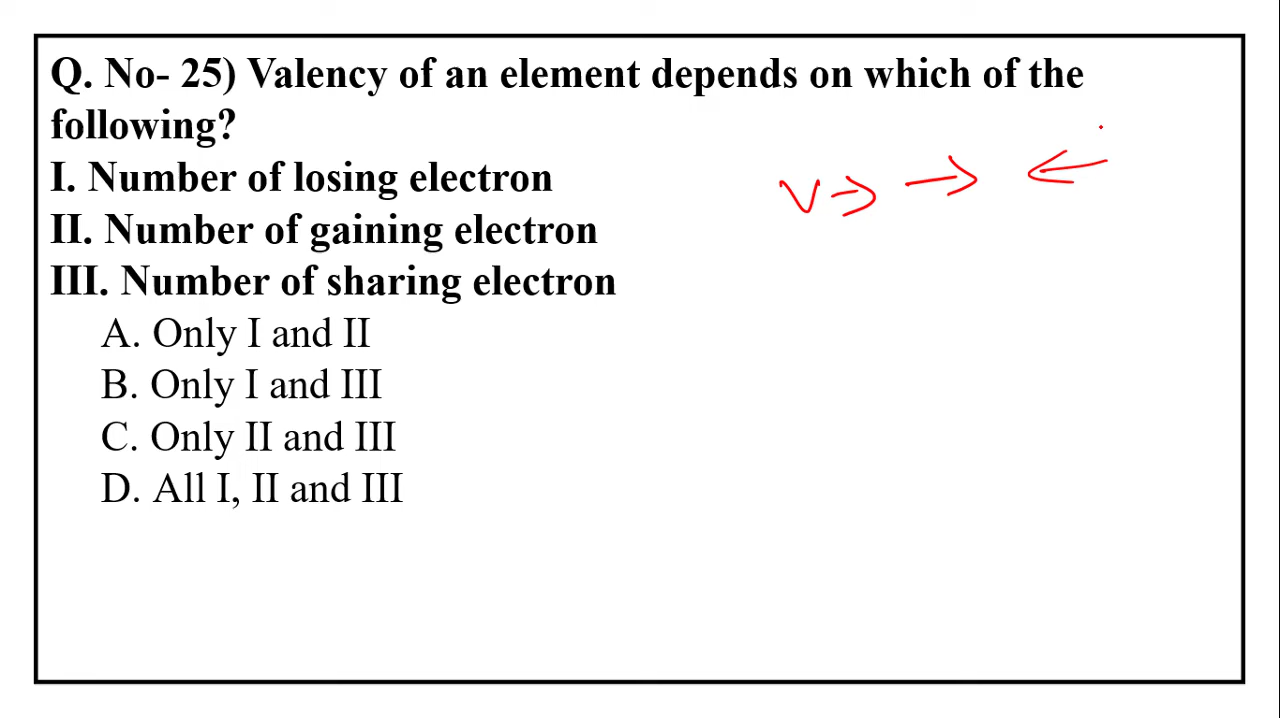 Q. No- 25) Valency of an element depends on which of the
following?
I. Number of losing electron
II. Number of gaining electron
III. Number of sharing electron
A. Only I and II
B. Only I and III
C. Only II and III
D. All I, II and III
V → → ←